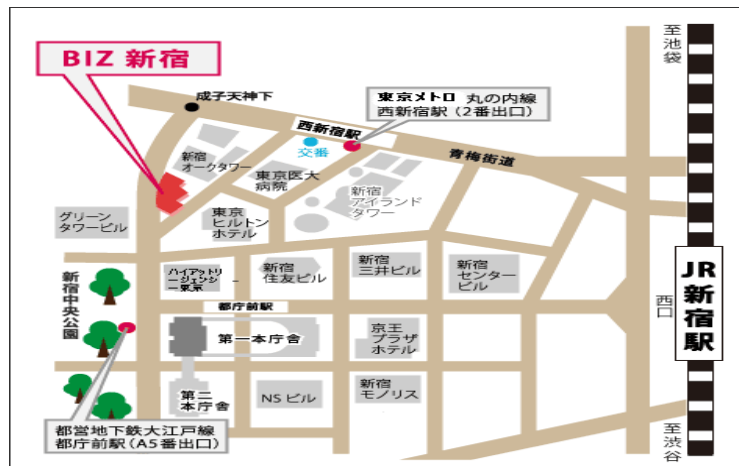 BIZ 新宿
成子天神下
東京メトロ 丸の内線
西新宿駅(2番出口)
至池袋
西新宿駅
交番
青梅街道
新宿
オークタワー
東京医大
病院
新宿
アイランド
タワー
グリーン
タワービル
東京
ヒルトン
ホテル
新宿中央公園
ハイアットリ
ージェンシ
ー東京
新宿
住友ビル
新宿
三井ビル
新宿
センター
ビル
JR新宿駅
西口
都庁前駅
第一本庁舎
京王
プラザ
ホテル
第二
本庁舎
NSビル
新宿
モノリス
都営地下鉄大江戸線
都庁前駅(A5番出口)
至渋谷